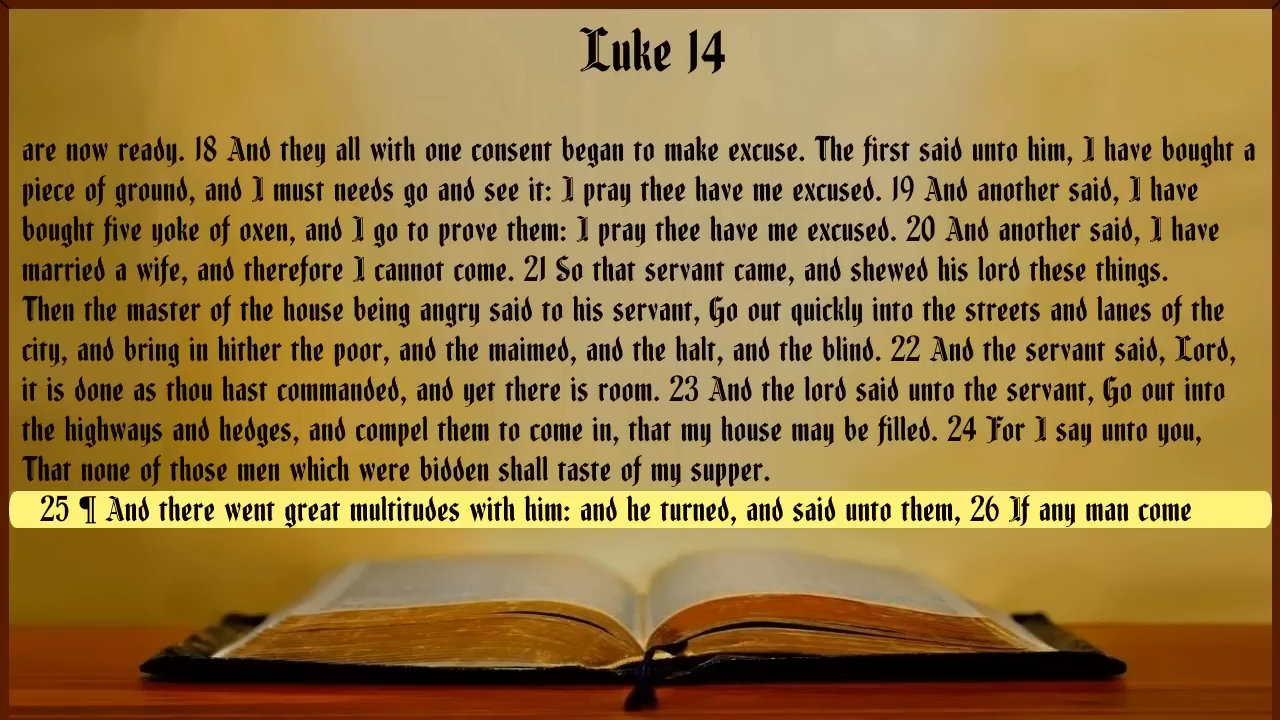 Luke 14
are now ready. 18 And they all with one consent began to make excuse. The first said unto him, I have bought a
piece of ground, and I must needs go and see it: I pray thee have me excused. 19 And another said, I have
bought five yoke of oxen, and I go to prove them: I pray thee have me excused. 20 And another said, I have
married a wife, and therefore I cannot come. 21 So that servant came, and shewed his lord these things.
Then the master of the house being angry said to his servant, Go out quickly into the streets and lanes of the
city, and bring in hither the poor, and the maimed, and the halt, and the blind. 22 And the servant said, Lord,
it is done as thou hast commanded, and yet there is room. 23 And the lord said unto the servant, Go out into
the highways and hedges, and compel them to come in, that my house may be filled. 24 For I say unto you,
That none of those men which were bidden shall taste of my supper.
25 ¶ And there went great multitudes with him: and he turned, and said unto them, 26 If any man come